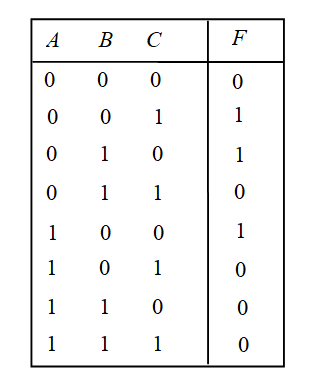 A B C F
0 0 0 0
0 0 1 1
0 1 0 1
0 1 1 0
1 0 0 1
1 0 1 0
1 1 0 0
1 1 1 0